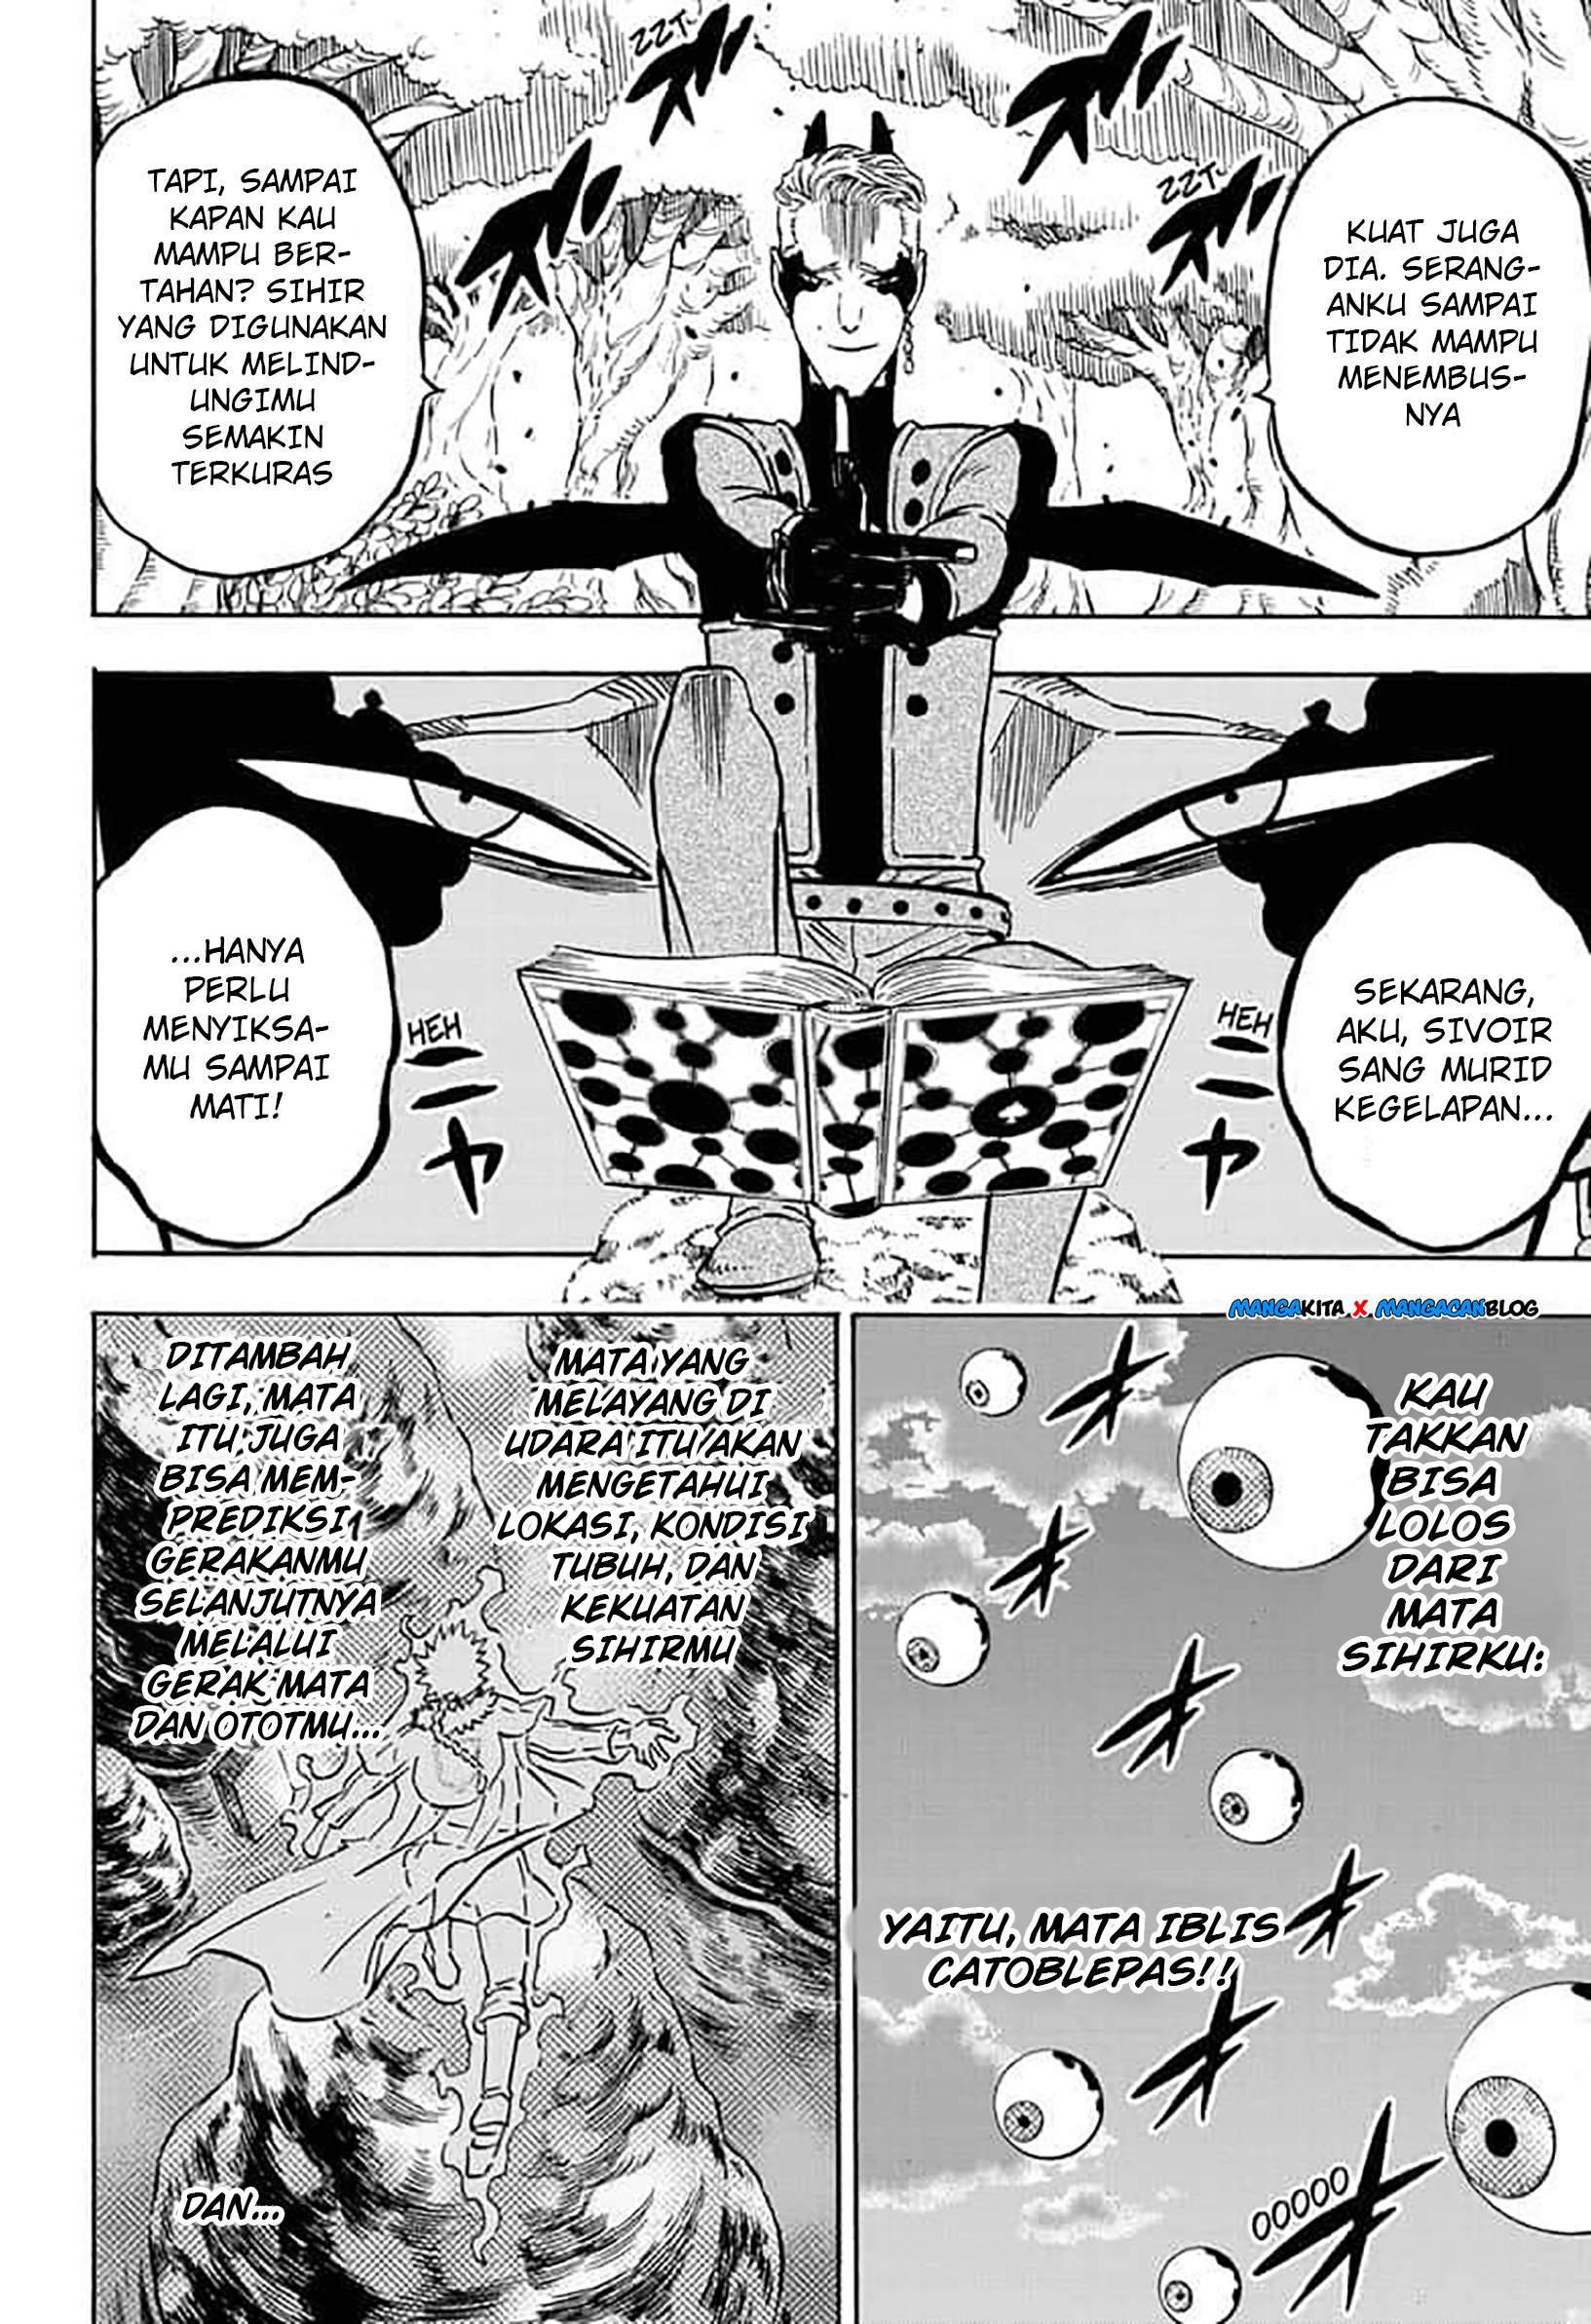 ZZT
ZZT
KUAT JUGA
DIA. SERANG-
ANKU SAMPAI
TIDAK MAMPU
MENEMBUS-
NYA
TAPI, SAMPAI
KAPAN KAU
MAMPU BER-
TAHAN? SIHIR
YANG DIGUNAKAN
UNTUK MELIND-
UNGIMU
SEMAKIN
TERKURAS
SEKARANG,
AKU, SIVOIR
SANG MURID
KEGELAPAN...
HEH
ニヤ
HEH
ニヤ
...HANYA
PERLU
MENYIKSA-
MU SAMPAI
MATI!
MANGAKITA X MANGACANBLOG
KAU
TAKKAN
BISA
LOLOS
DARI
MATA
SIHIRKU:
YAITU, MATA IBLIS
CATOBLEPAS!!
OOOOO
MATA YANG
MELAYANG DI
UDARA ITU AKAN
MENGETAHUI
LOKASI, KONDISI
TUBUH, DAN
KEKUATAN
SIHIRMU
DITAMBAH
LAGI, MATA
ITU JUGA
BISA MEM-
PREDIKSI
GERAKANMU
SELANJUTNYA
MELALUI
GERAK MATA
DAN OTOTMU...
DAN...